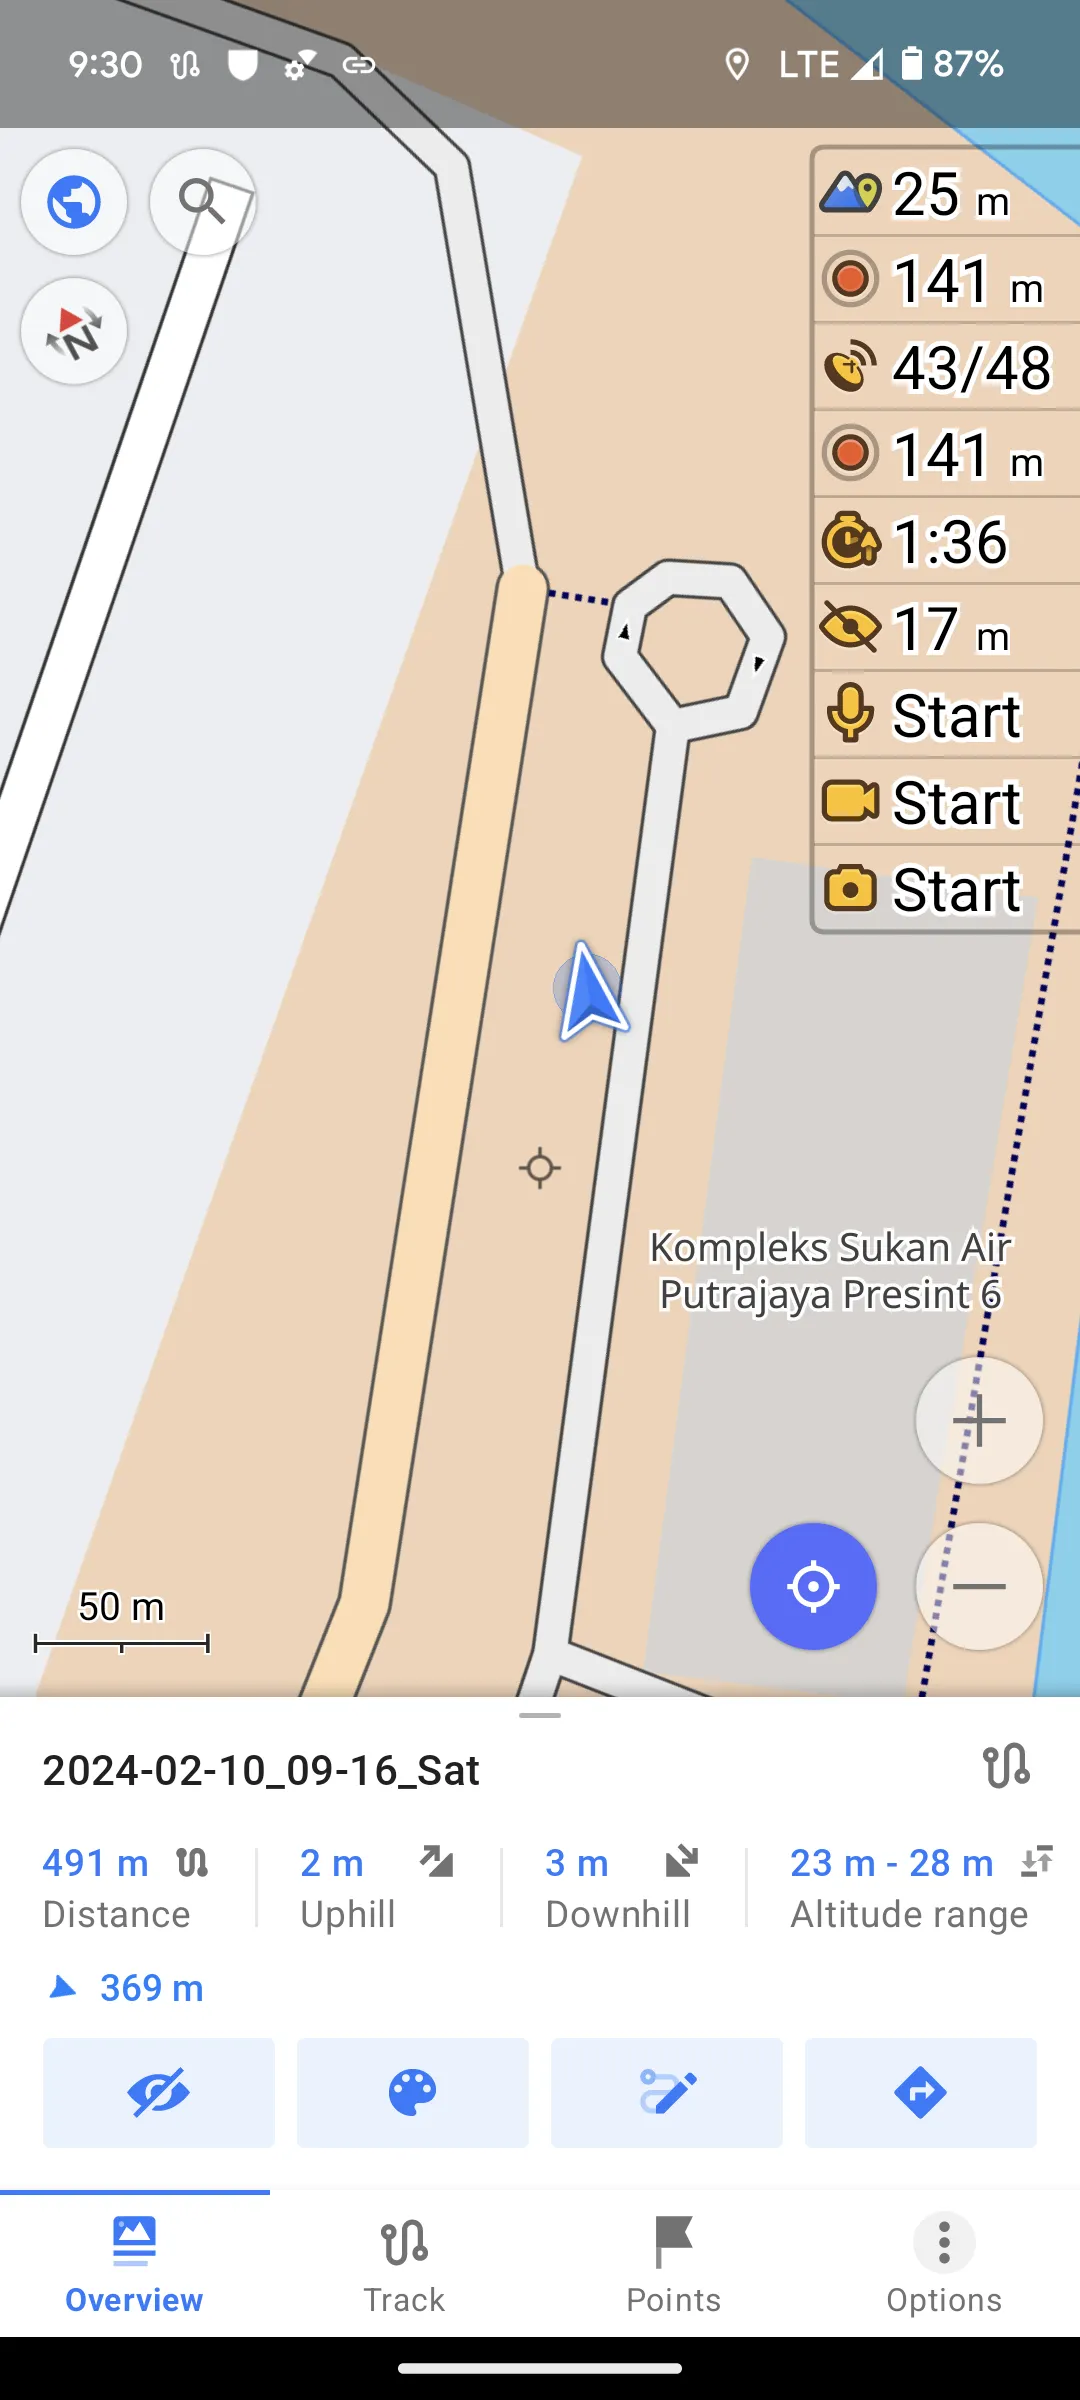 9:30
LTE 87%
25 m
141 m
N
43/48
141 m
1:36
17 m
Start
Start
Start
Kompleks Sukan Air
Putrajaya Presint 6
50 m
2024-02-10_09-16_Sat
491 m 2 m 3 m 23 m - 28 m
Distance Uphill Downhill Altitude range
369 m
Overview Track Points Options